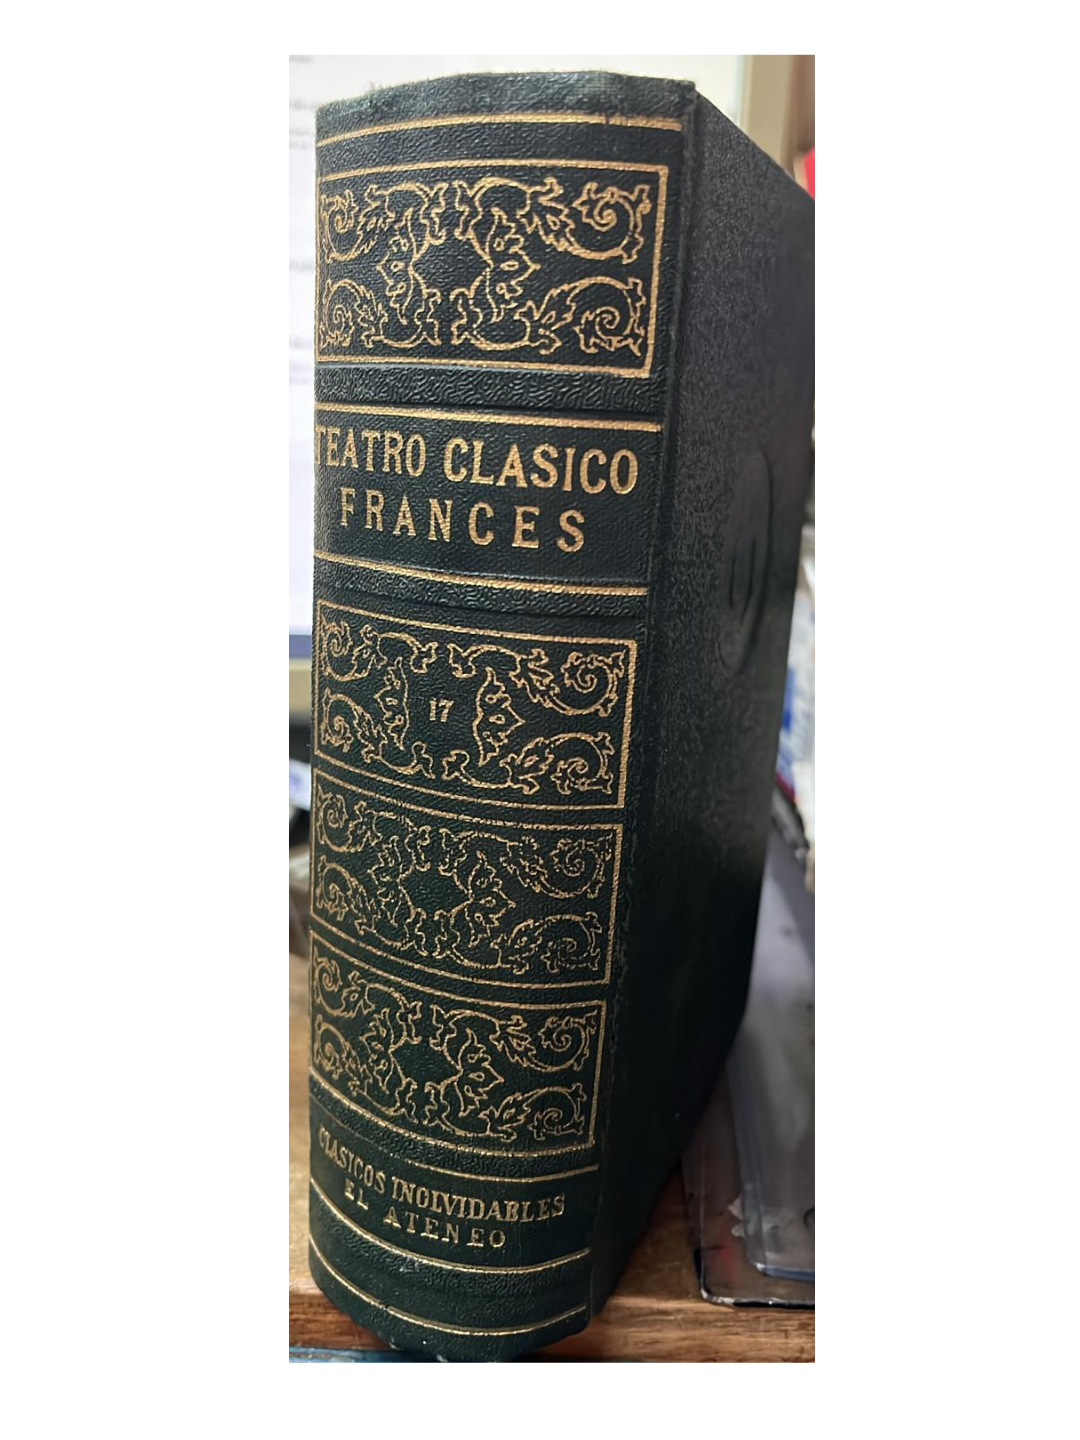 TEATRO CLASICO
FRANCES
17
CLASICOS INOLVIDABLES
EL ATENEO